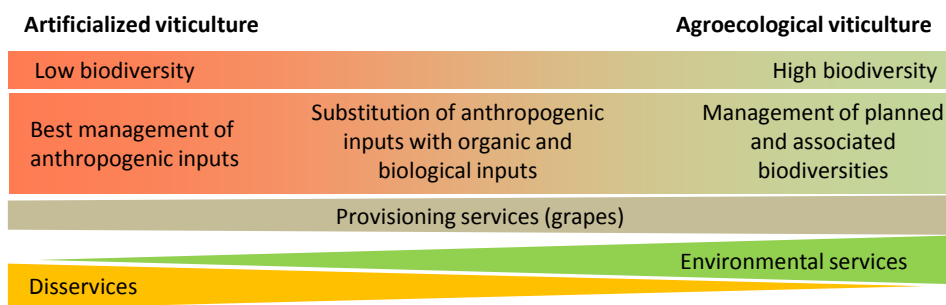 Artificialized viticulture
Agroecological viticulture
Low biodiversity
High biodiversity
Best management of
anthropogenic inputs
Substitution of anthropogenic
inputs with organic and
biological inputs
Management of planned
and associated
biodiversities
Provisioning services (grapes)
Environmental services
Disservices